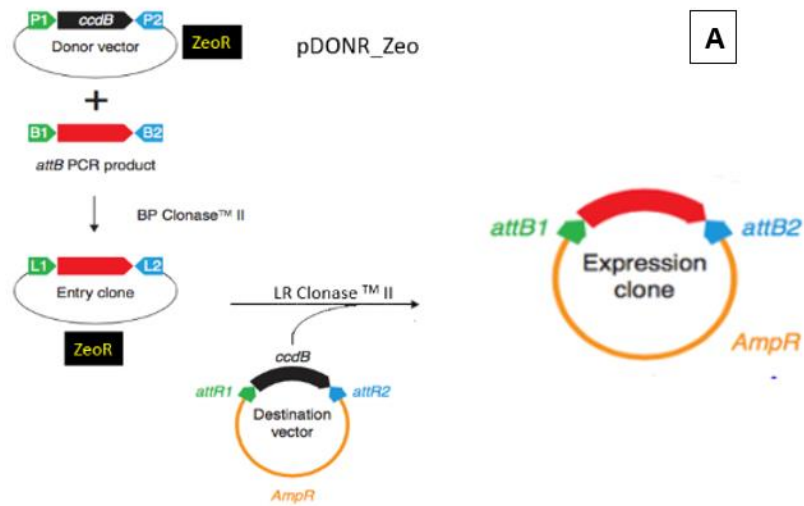 P1 ccdB P2
Donor vector
ZeoR
pDONR_Zeo
A
+
B1 B2
attB PCR product
BP Clonase™ II
L1 L2
Entry clone
ZeoR
LR Clonase ™ II
ccdB
attR1 attR2
Destination
vector
AmpR
attB1 attB2
Expression
clone
AmpR